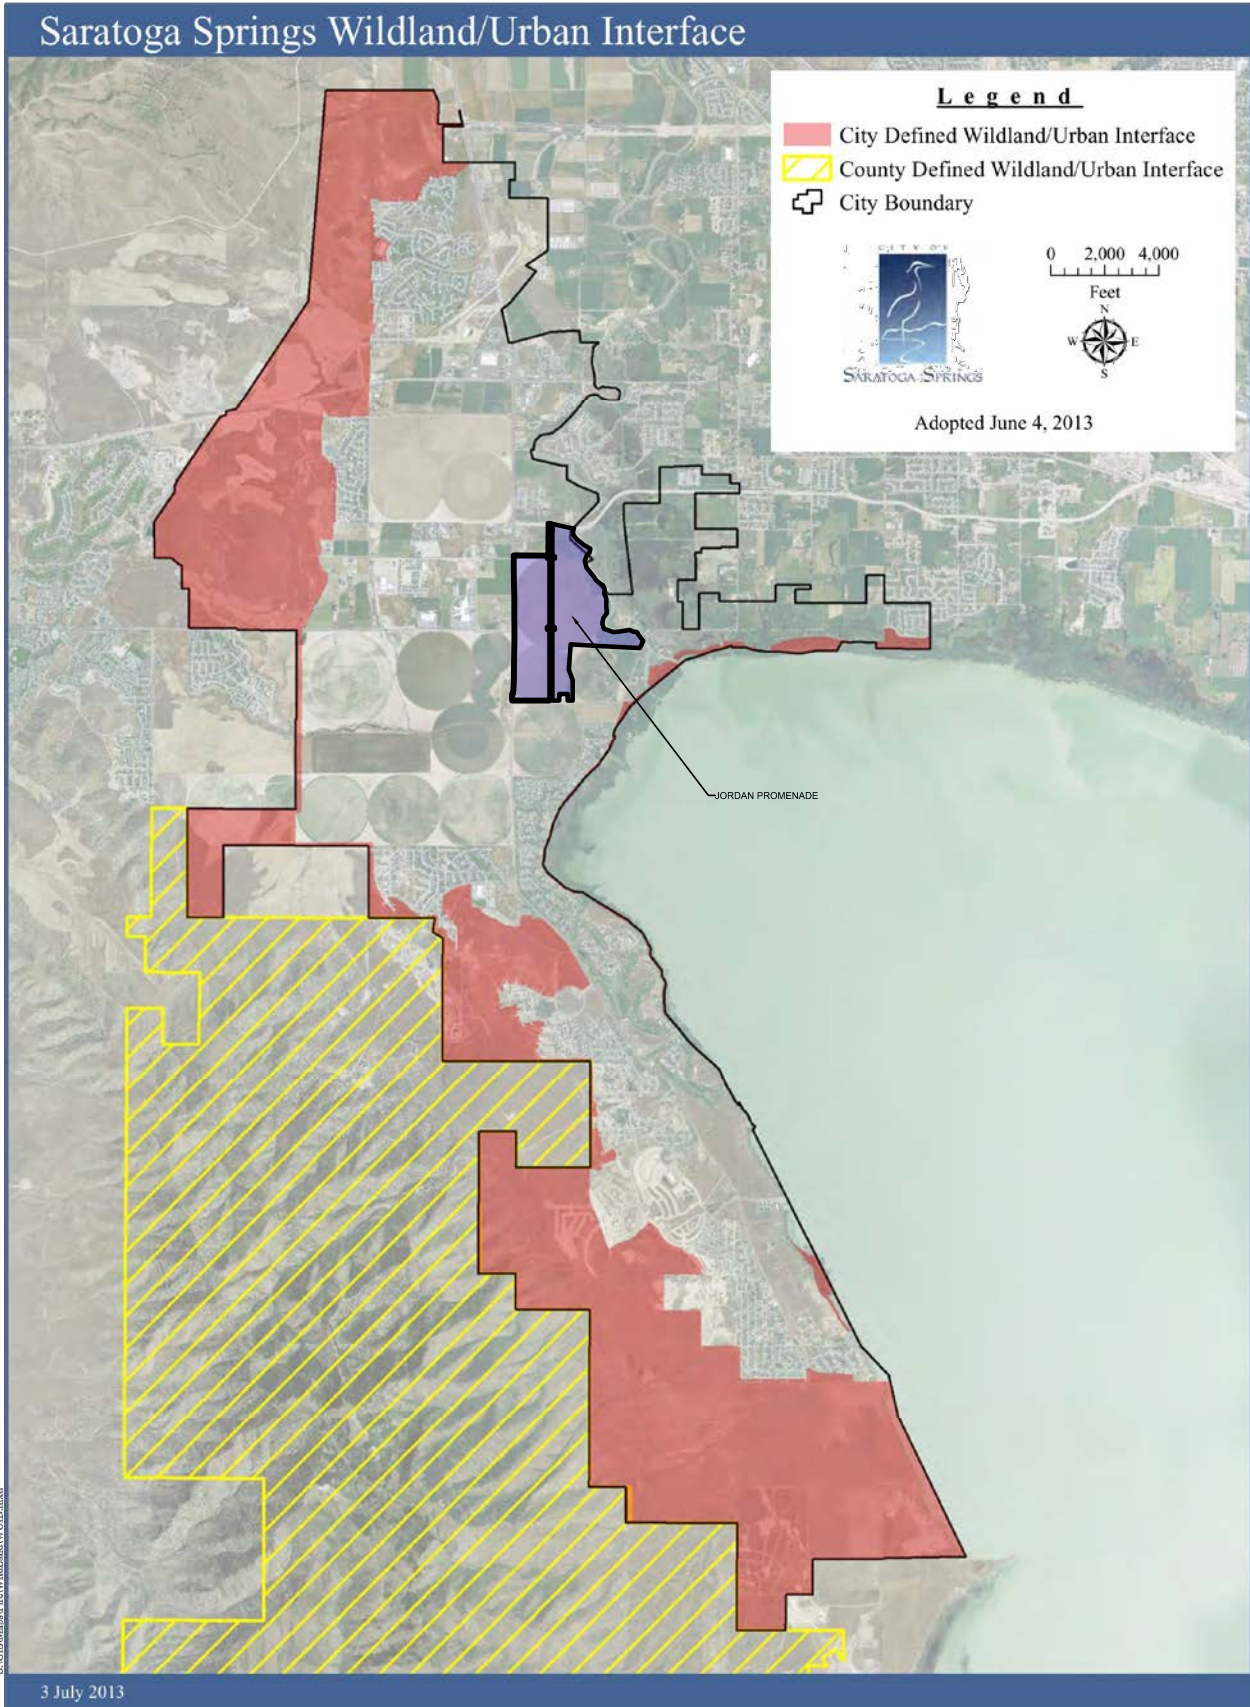 Saratoga Springs Wildland/Urban Interface
Legend
City Defined Wildland/Urban Interface
County Defined Wildland/Urban Interface
City Boundary
CITY OF
SARATOGA SPRINGS
0 2,000 4,000
Feet
N
W E
S
Adopted June 4, 2013
JORDAN PROMENADE
3 July 2013